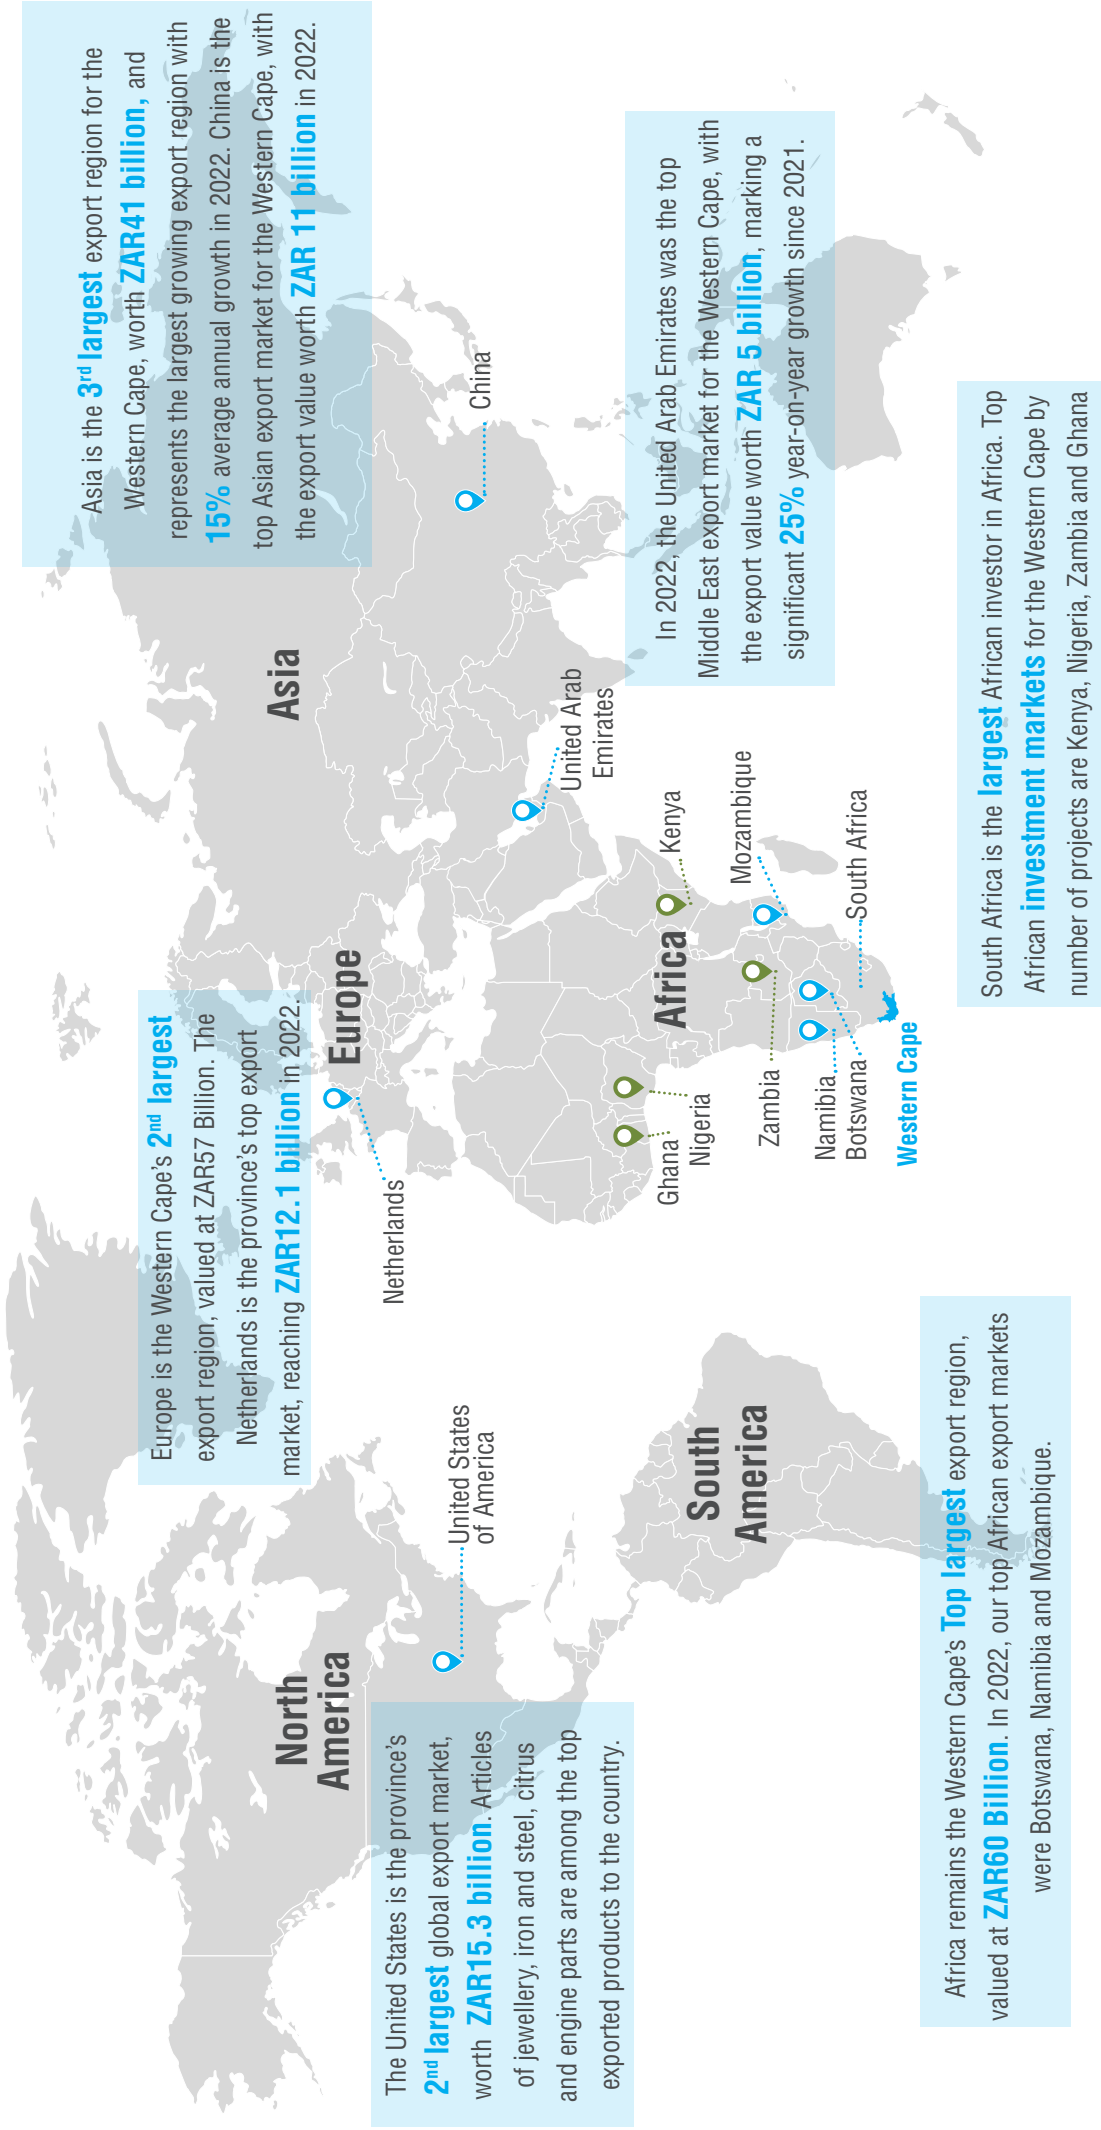 Asia is the 3rd largest export region for the
Western Cape, worth ZAR41 billion, and
represents the largest growing export region with
15% average annual growth in 2022. China is the
top Asian export market for the Western Cape, with
the export value worth ZAR 11 billion in 2022.
Europe is the Western Cape's 2nd largest
export region, valued at ZAR57 Billion. The
Netherlands is the province's top export
market, reaching ZAR12.1 billion in 2022.
North
America
Europe
Asia
Netherlands
United States
of America
China
The United States is the province's
2nd largest global export market,
worth ZAR15.3 billion. Articles
of jewellery, iron and steel, citrus
and engine parts are among the top
exported products to the country.
United Arab
Emirates
In 2022, the United Arab Emirates was the top
Middle East export market for the Western Cape, with
the export value worth ZAR 5 billion, marking a
significant 25% year-on-year growth since 2021.
South
America
Africa
Ghana
Nigeria
Kenya
Mozambique
Zambia
Namibia
Botswana
South Africa
Western Cape
Africa remains the Western Cape's Top largest export region,
valued at ZAR60 Billion. In 2022, our top African export markets
were Botswana, Namibia and Mozambique.
South Africa is the largest African investor in Africa. Top
African investment markets for the Western Cape by
number of projects are Kenya, Nigeria, Zambia and Ghana